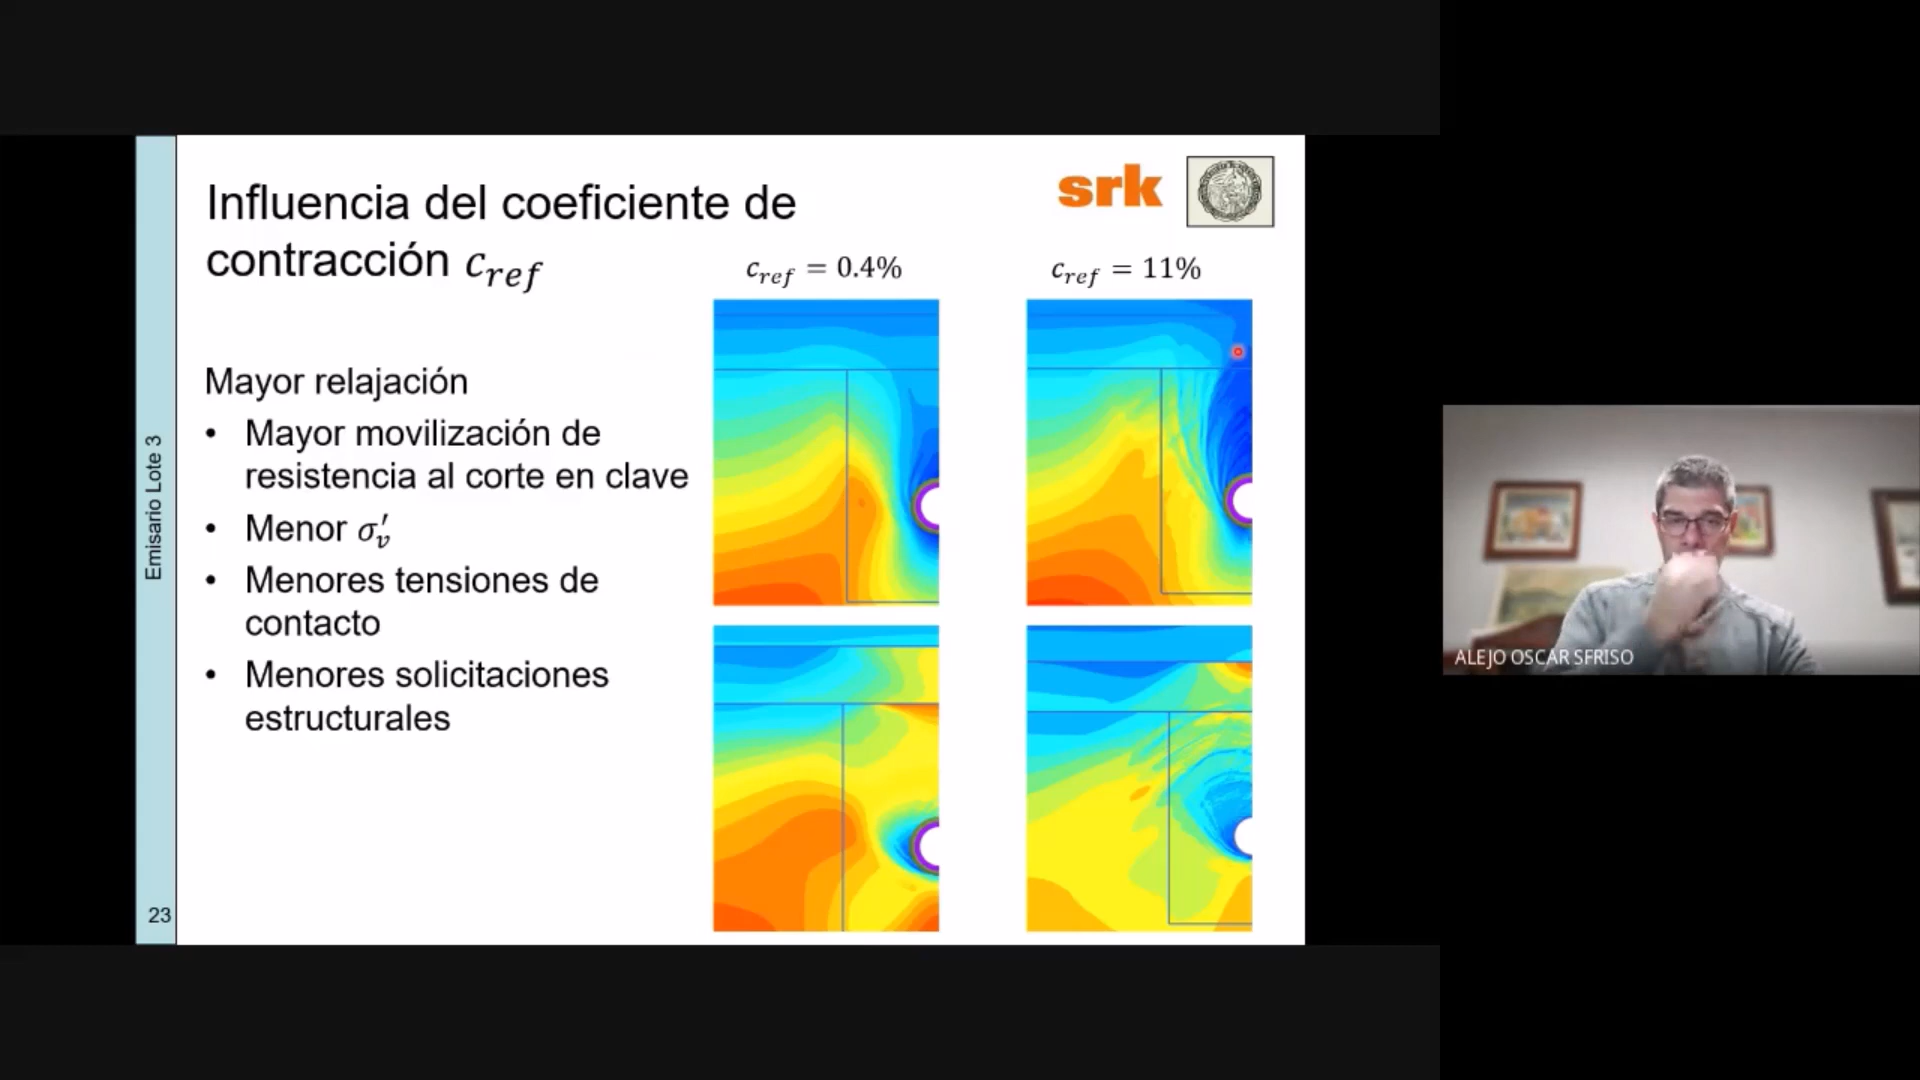 Influencia del coeficiente de
contracción c_ref
srk
c_ref = 0.4%
c_ref = 11%
Mayor relajación
• Mayor movilización de
resistencia al corte en clave
• Menor σ′_v
• Menores tensiones de
contacto
• Menores solicitaciones
estructurales
Emisario Lote 3
23
ALEJO OSCAR SFRISO